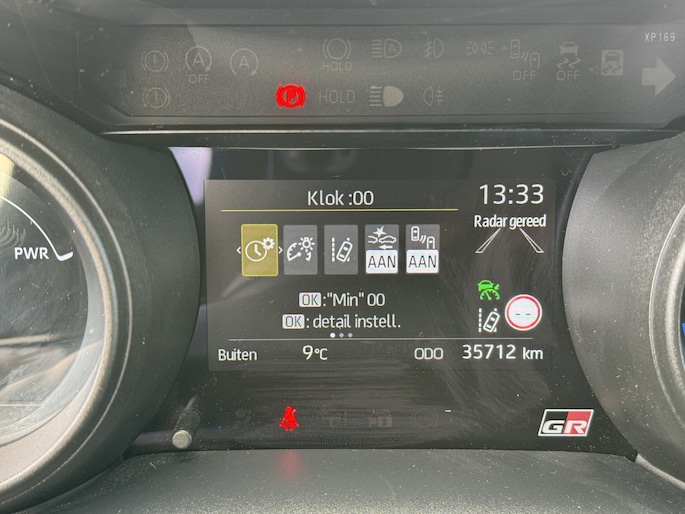 XP169
OFF
HOLD
OFF
OFF
HOLD
Klok :00
13:33
Radar gereed
PWR
AAN
AAN
OK :"Min" 00
OK : detail instell.
Buiten 9°C ODO 35712 km
GR